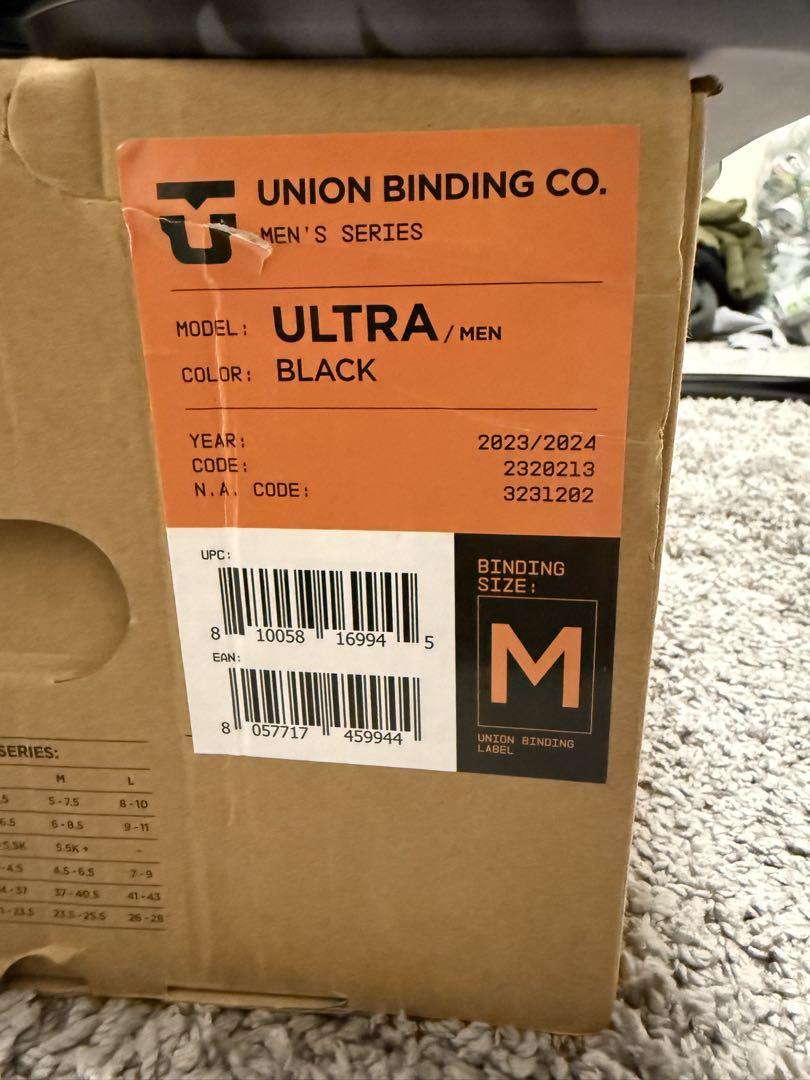 UNION BINDING CO.
MEN'S SERIES
MODEL: ULTRA / MEN
COLOR: BLACK
YEAR: 2023/2024
CODE: 2320213
N.A. CODE: 3231202
UPC:
8 10058 16994 5
EAN:
8 057717 459944
BINDING
SIZE:
M
UNION BINDING
LABEL
SERIES:
M L
5-7.5 8-10
6-8.5 9-11
5.5K+ -
4.5-6.5 7-9
37-40.5 41-43
23.5-25.5 26-28